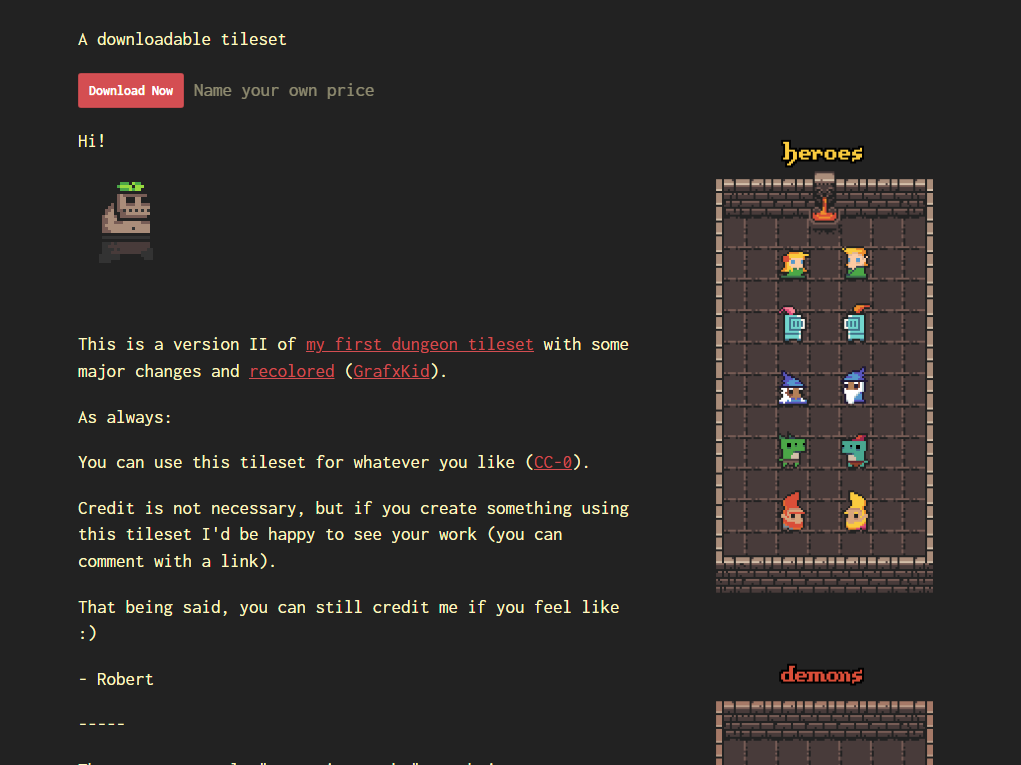 A downloadable tileset
Download Now Name your own price
Hi!
heroes
This is a version II of my first dungeon tileset with some
major changes and recolored (GrafxKid).
As always:
You can use this tileset for whatever you like (CC-0).
Credit is not necessary, but if you create something using
this tileset I'd be happy to see your work (you can
comment with a link).
That being said, you can still credit me if you feel like
:)
- Robert
demons
-----